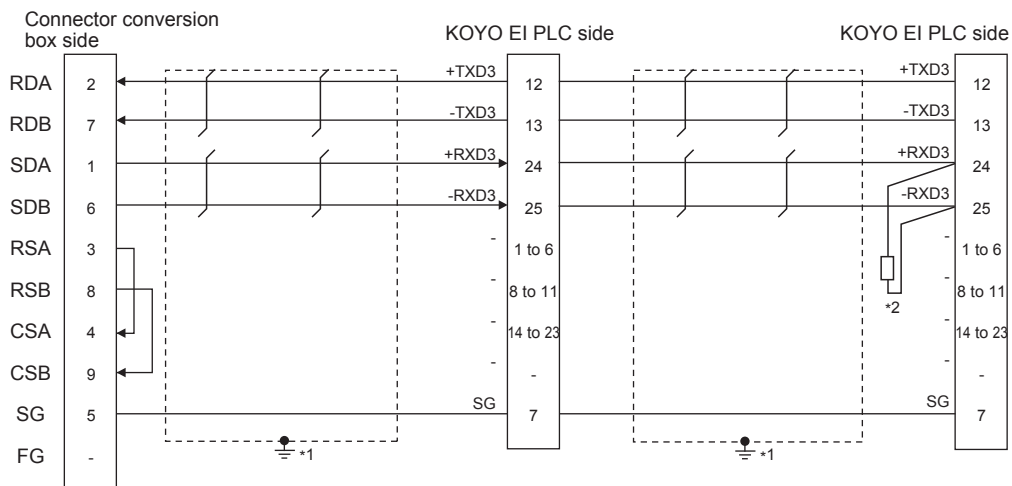 Connector conversion
box side
KOYO EI PLC side
KOYO EI PLC side
RDA 2 +TXD3 12 +TXD3 12
RDB 7 -TXD3 13 -TXD3 13
SDA 1 +RXD3 24 +RXD3 24
SDB 6 -RXD3 25 -RXD3 25
RSA 3 - 1 to 6 - 1 to 6
RSB 8 - 8 to 11 - 8 to 11
*2
CSA 4 - 14 to 23 - 14 to 23
CSB 9 - - - -
SG 5 SG 7 SG 7
FG -
*1
*1